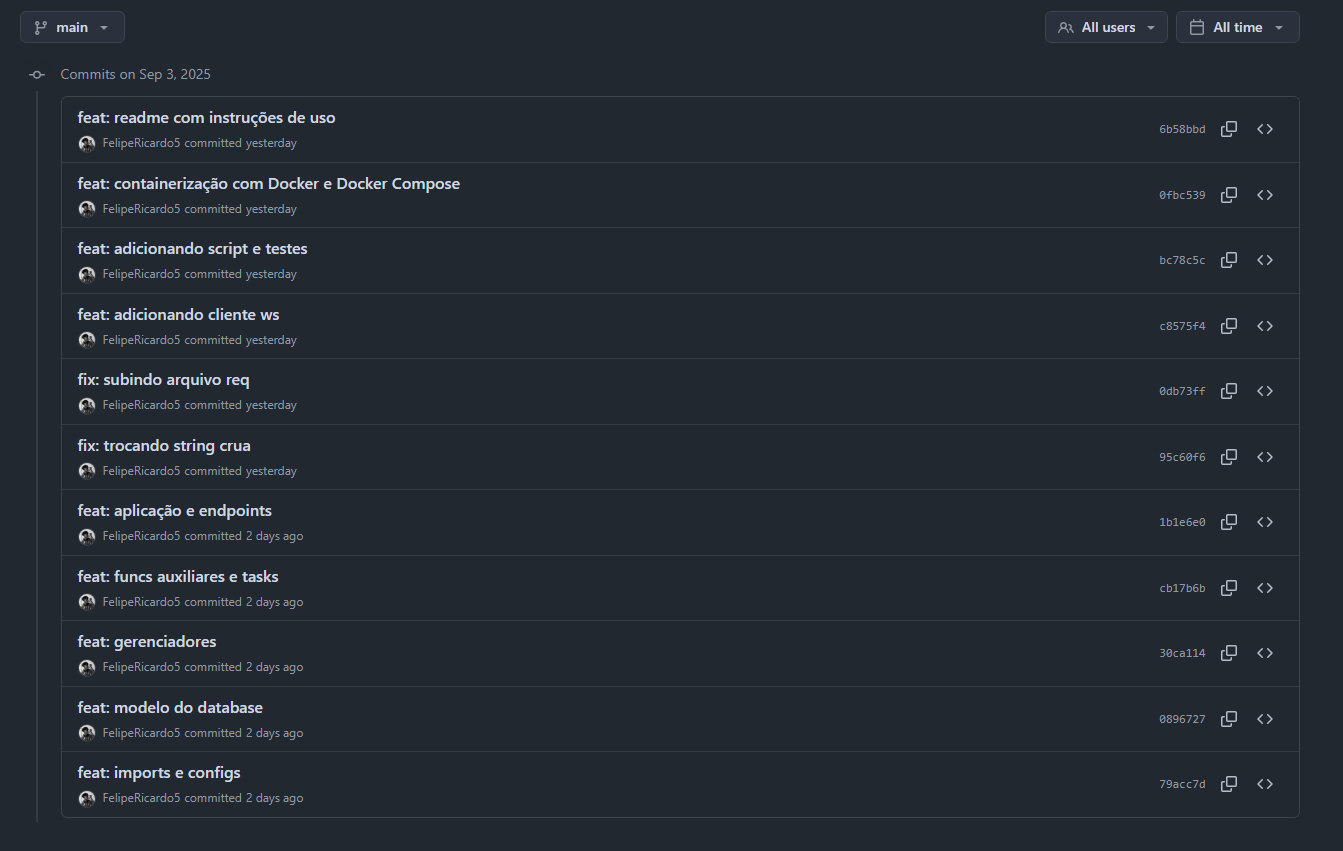 main
All users
All time
Commits on Sep 3, 2025
feat: readme com instruções de uso
FelipeRicardo5 committed yesterday
6b58bbd
feat: containerização com Docker e Docker Compose
FelipeRicardo5 committed yesterday
0fbc539
feat: adicionando script e testes
FelipeRicardo5 committed yesterday
bc78c5c
feat: adicionando cliente ws
FelipeRicardo5 committed yesterday
c8575f4
fix: subindo arquivo req
FelipeRicardo5 committed yesterday
0db73ff
fix: trocando string crua
FelipeRicardo5 committed yesterday
95c60f6
feat: aplicação e endpoints
FelipeRicardo5 committed 2 days ago
1b1e6e0
feat: funcs auxiliares e tasks
FelipeRicardo5 committed 2 days ago
cb17b6b
feat: gerenciadores
FelipeRicardo5 committed 2 days ago
30ca114
feat: modelo do database
FelipeRicardo5 committed 2 days ago
0896727
feat: imports e configs
FelipeRicardo5 committed 2 days ago
79acc7d